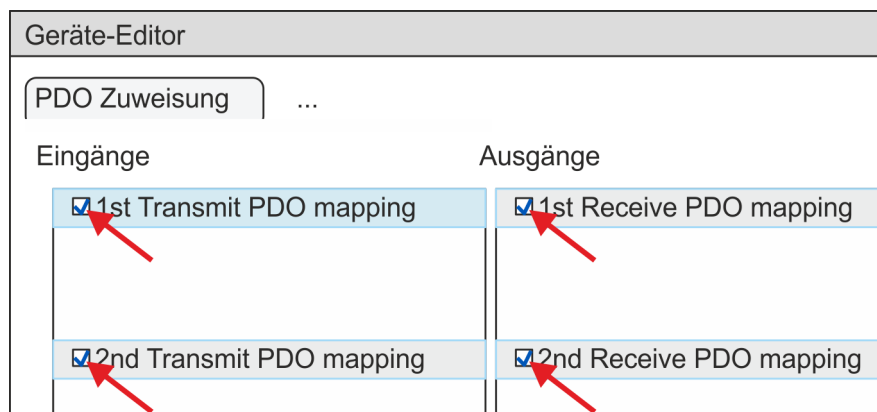 Geräte-Editor
PDO Zuweisung ...
Eingänge Ausgänge
1st Transmit PDO mapping 1st Receive PDO mapping
2nd Transmit PDO mapping 2nd Receive PDO mapping